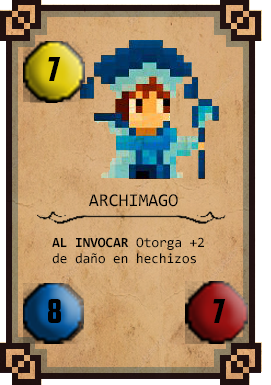 7
ARCHIMAGO
AL INVOCAR Otorga +2
de daño en hechizos
8 7